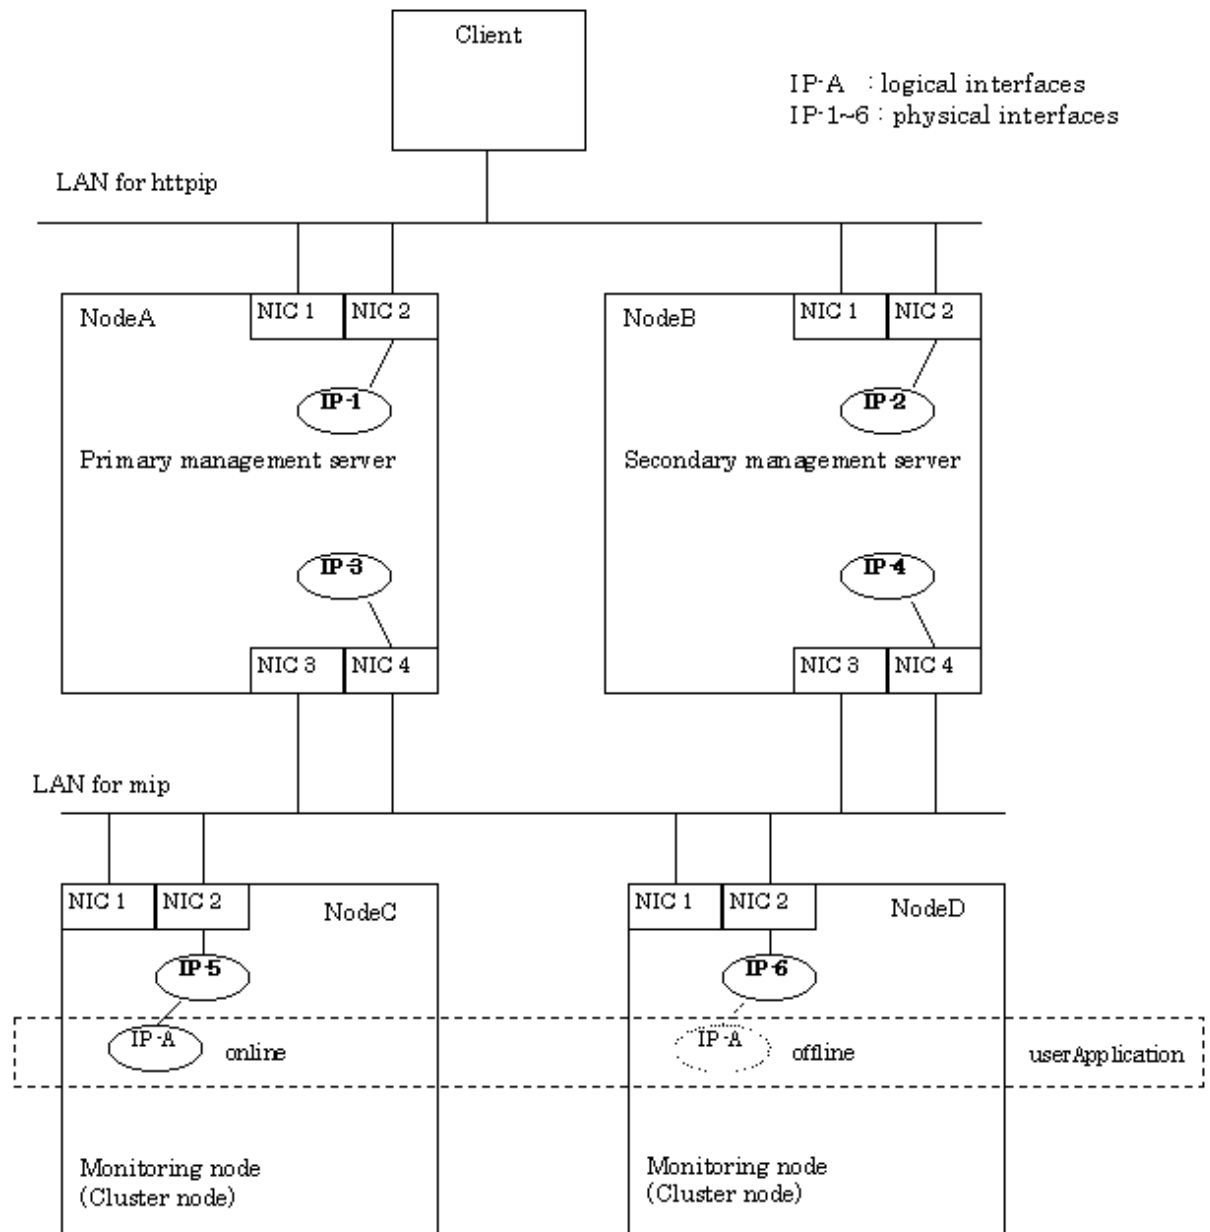 Client
IP-A : logical interfaces
IP-1~6 : physical interfaces
LAN for httpip
NodeA
NIC 1
NIC 2
NodeB
NIC 1
NIC 2
IP-1
IP-2
Primary management server
Secondary management server
IP-3
IP-4
NIC 3
NIC 4
NIC 3
NIC 4
LAN for mip
NIC 1
NIC 2
NodeC
NIC 1
NIC 2
NodeD
IP-5
IP-6
IP-A
online
IP-A
offline
userApplication
Monitoring node
(Cluster node)
Monitoring node
(Cluster node)